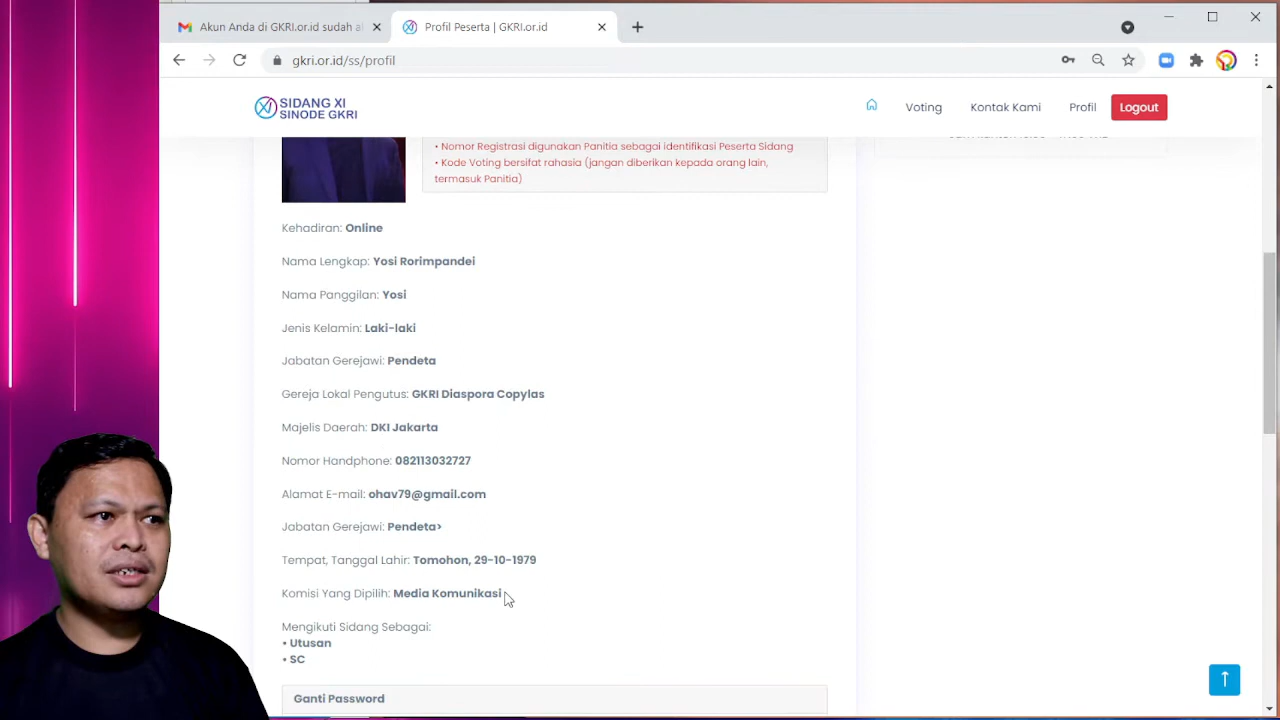 Akun Anda di GKRI.or.id sudah a
Profil Peserta | GKRI.or.id
gkri.or.id/ss/profil
SIDANG XI
SINODE GKRI
Voting
Kontak Kami
Profil
Logout
• Nomor Registrasi digunakan Panitia sebagai identifikasi Peserta Sidang
• Kode Voting bersifat rahasia (jangan diberikan kepada orang lain,
termasuk Panitia)
Kehadiran: Online
Nama Lengkap: Yosi Rorimpandei
Nama Panggilan: Yosi
Jenis Kelamin: Laki-laki
Jabatan Gerejawi: Pendeta
Gereja Lokal Pengutus: GKRI Diaspora Copylas
Majelis Daerah: DKI Jakarta
Nomor Handphone: 082113032727
Alamat E-mail: ohav79@gmail.com
Jabatan Gerejawi: Pendeta>
Tempat, Tanggal Lahir: Tomohon, 29-10-1979
Komisi Yang Dipilih: Media Komunikasi
Mengikuti Sidang Sebagai:
• Utusan
• SC
Ganti Password